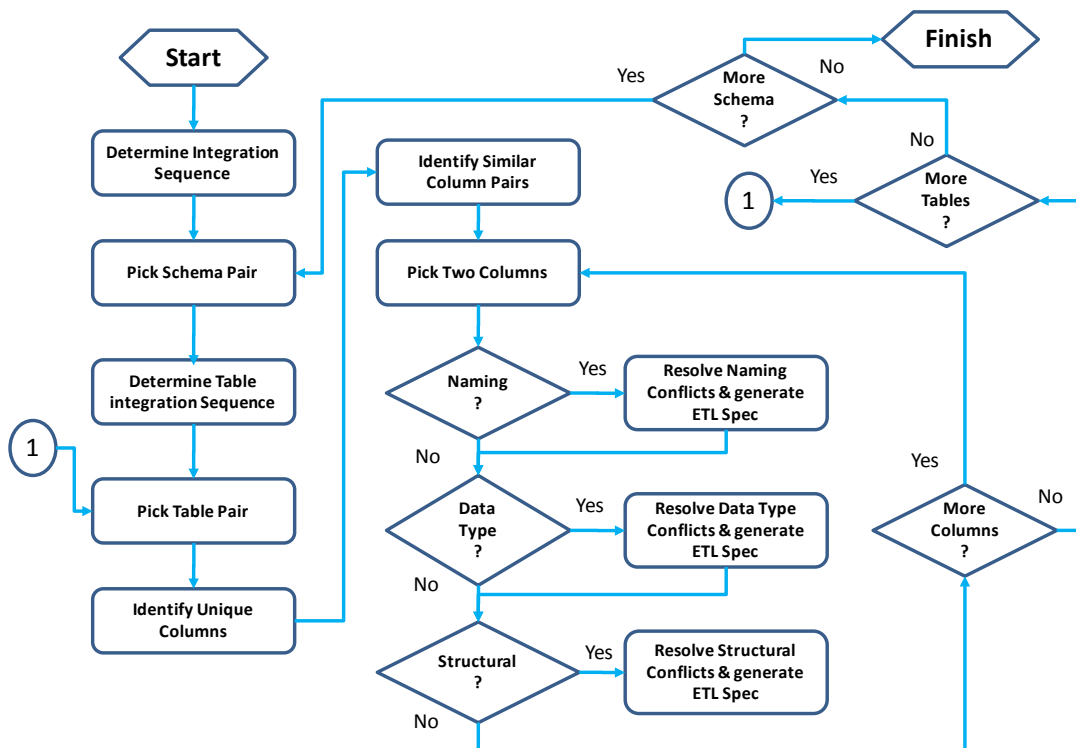 Start
Determine Integration
Sequence
Pick Schema Pair
Determine Table
integration Sequence
1
Pick Table Pair
Identify Unique
Columns
Identify Similar
Column Pairs
Pick Two Columns
Naming
?
Yes
Resolve Naming
Conflicts & generate
ETL Spec
No
Data
Type
?
Yes
Resolve Data Type
Conflicts & generate
ETL Spec
No
Structural
?
Yes
Resolve Structural
Conflicts & generate
ETL Spec
No
More
Columns
?
Yes
No
More
Tables
?
Yes
1
No
More
Schema
?
Yes
No
Finish